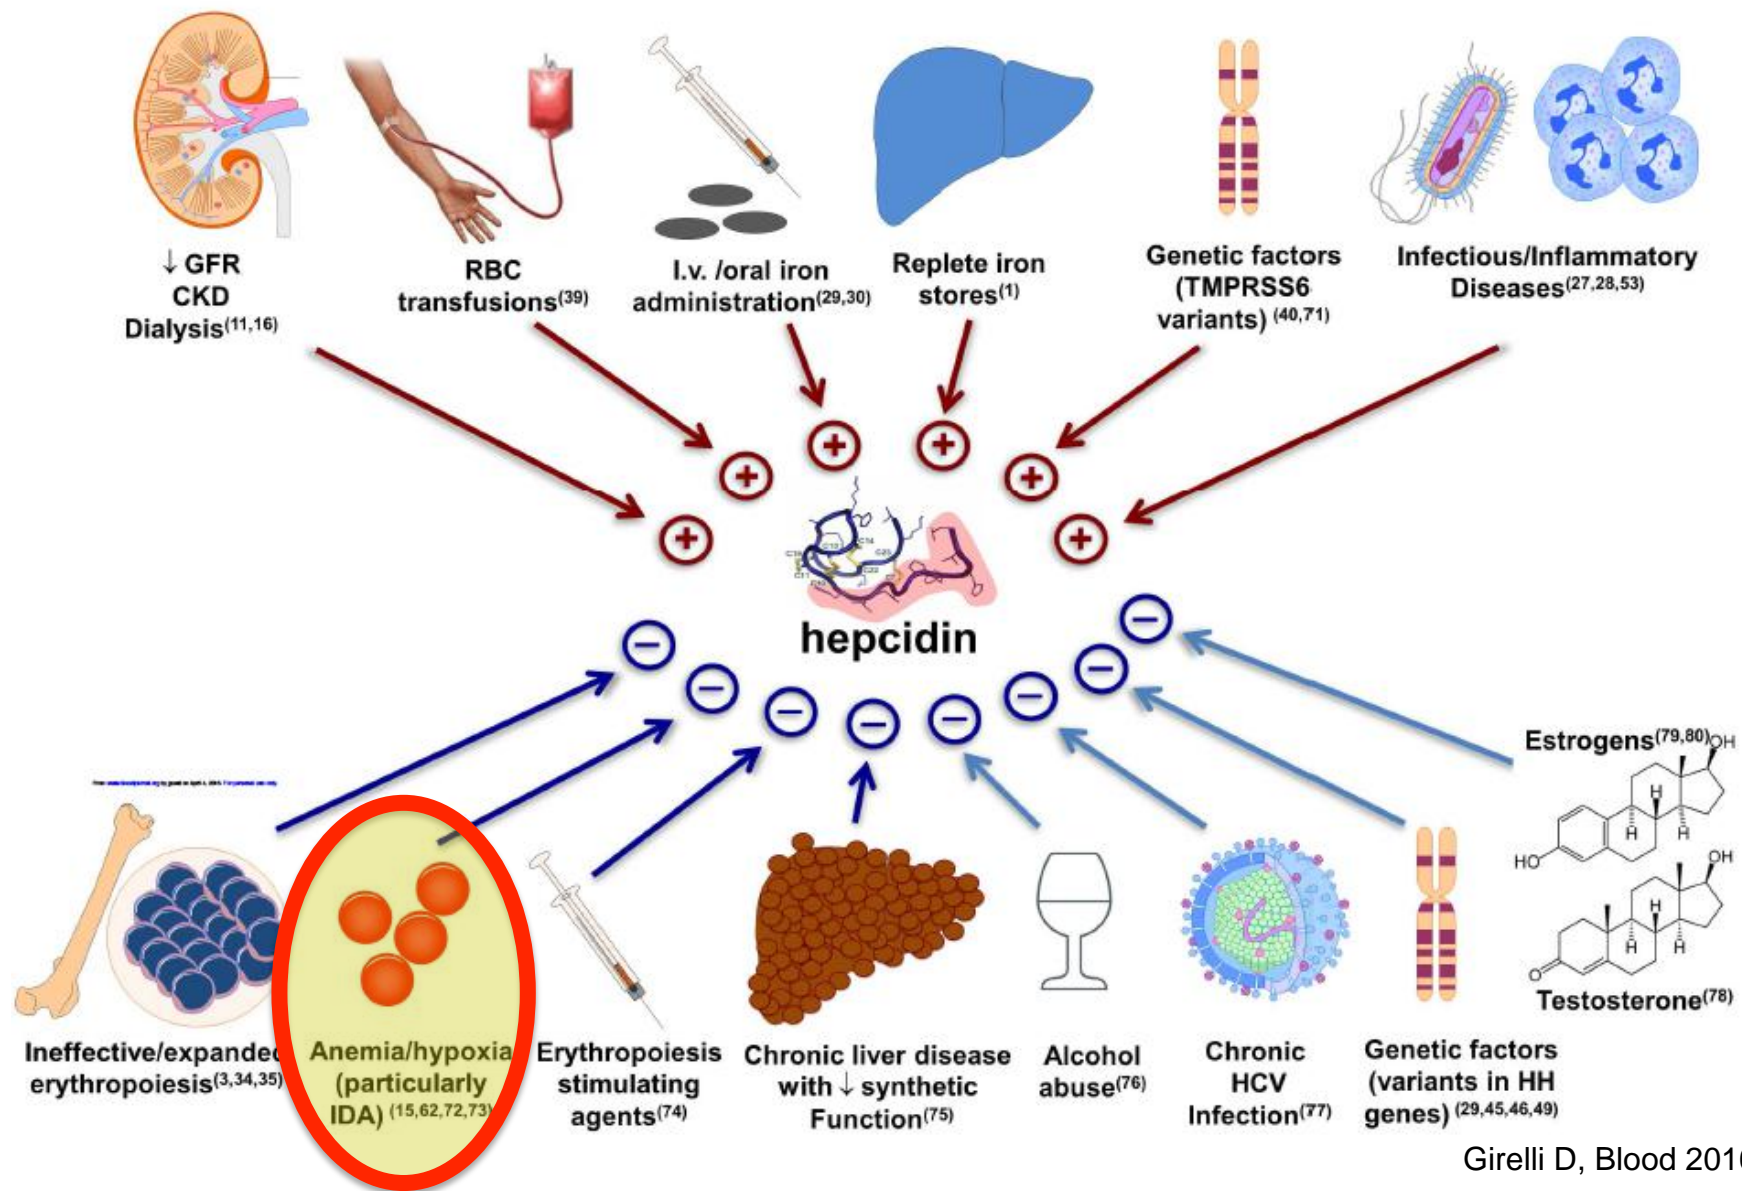 ↓ GFR
CKD
Dialysis(11,16)
RBC
transfusions(39)
I.v. /oral iron
administration(29,30)
Replete iron
stores(1)
Genetic factors
(TMPRSS6
variants) (40,71)
Infectious/Inflammatory
Diseases(27,28,53)
+
+
+
+
+
+
C14
C11
C22
hepcidin
−
−
−
−
−
−
−
−
Estrogens(79,80)
OH
H
H
H
HO
OH
H
H
H
O
Testosterone(78)
Ineffective/expanded
erythropoiesis(3,34,35)
Anemia/hypoxia
(particularly
IDA) (15,62,72,73)
Erythropoiesis
stimulating
agents(74)
Chronic liver disease
with ↓ synthetic
Function(75)
Alcohol
abuse(76)
Chronic
HCV
Infection(77)
Genetic factors
(variants in HH
genes) (29,45,46,49)
Girelli D, Blood 2016